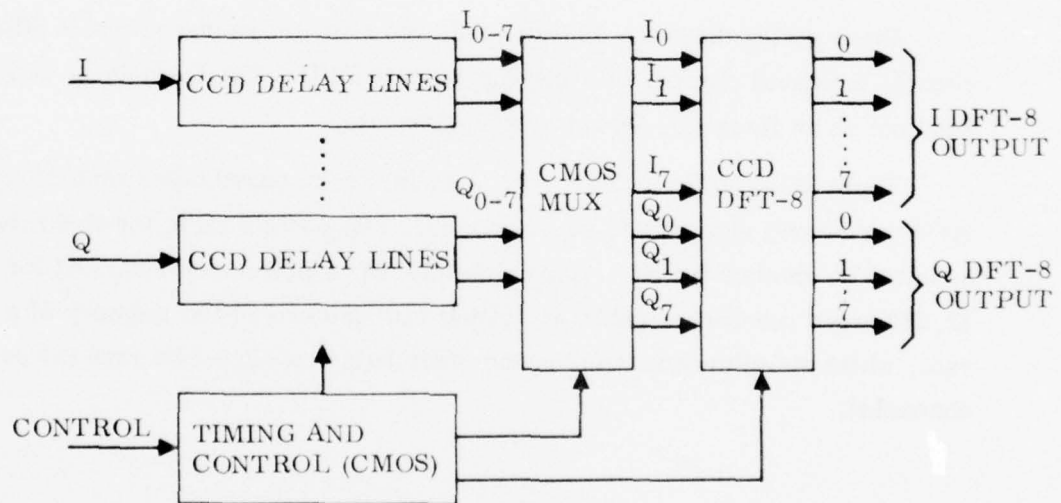 I
CCD DELAY LINES
I0-7
CMOS
MUX
I0
I1
I7
Q0
Q1
Q7
CCD
DFT-8
0
1
7
I DFT-8
OUTPUT
0
1
7
Q DFT-8
OUTPUT
Q
CCD DELAY LINES
Q0-7
CONTROL
TIMING AND
CONTROL (CMOS)